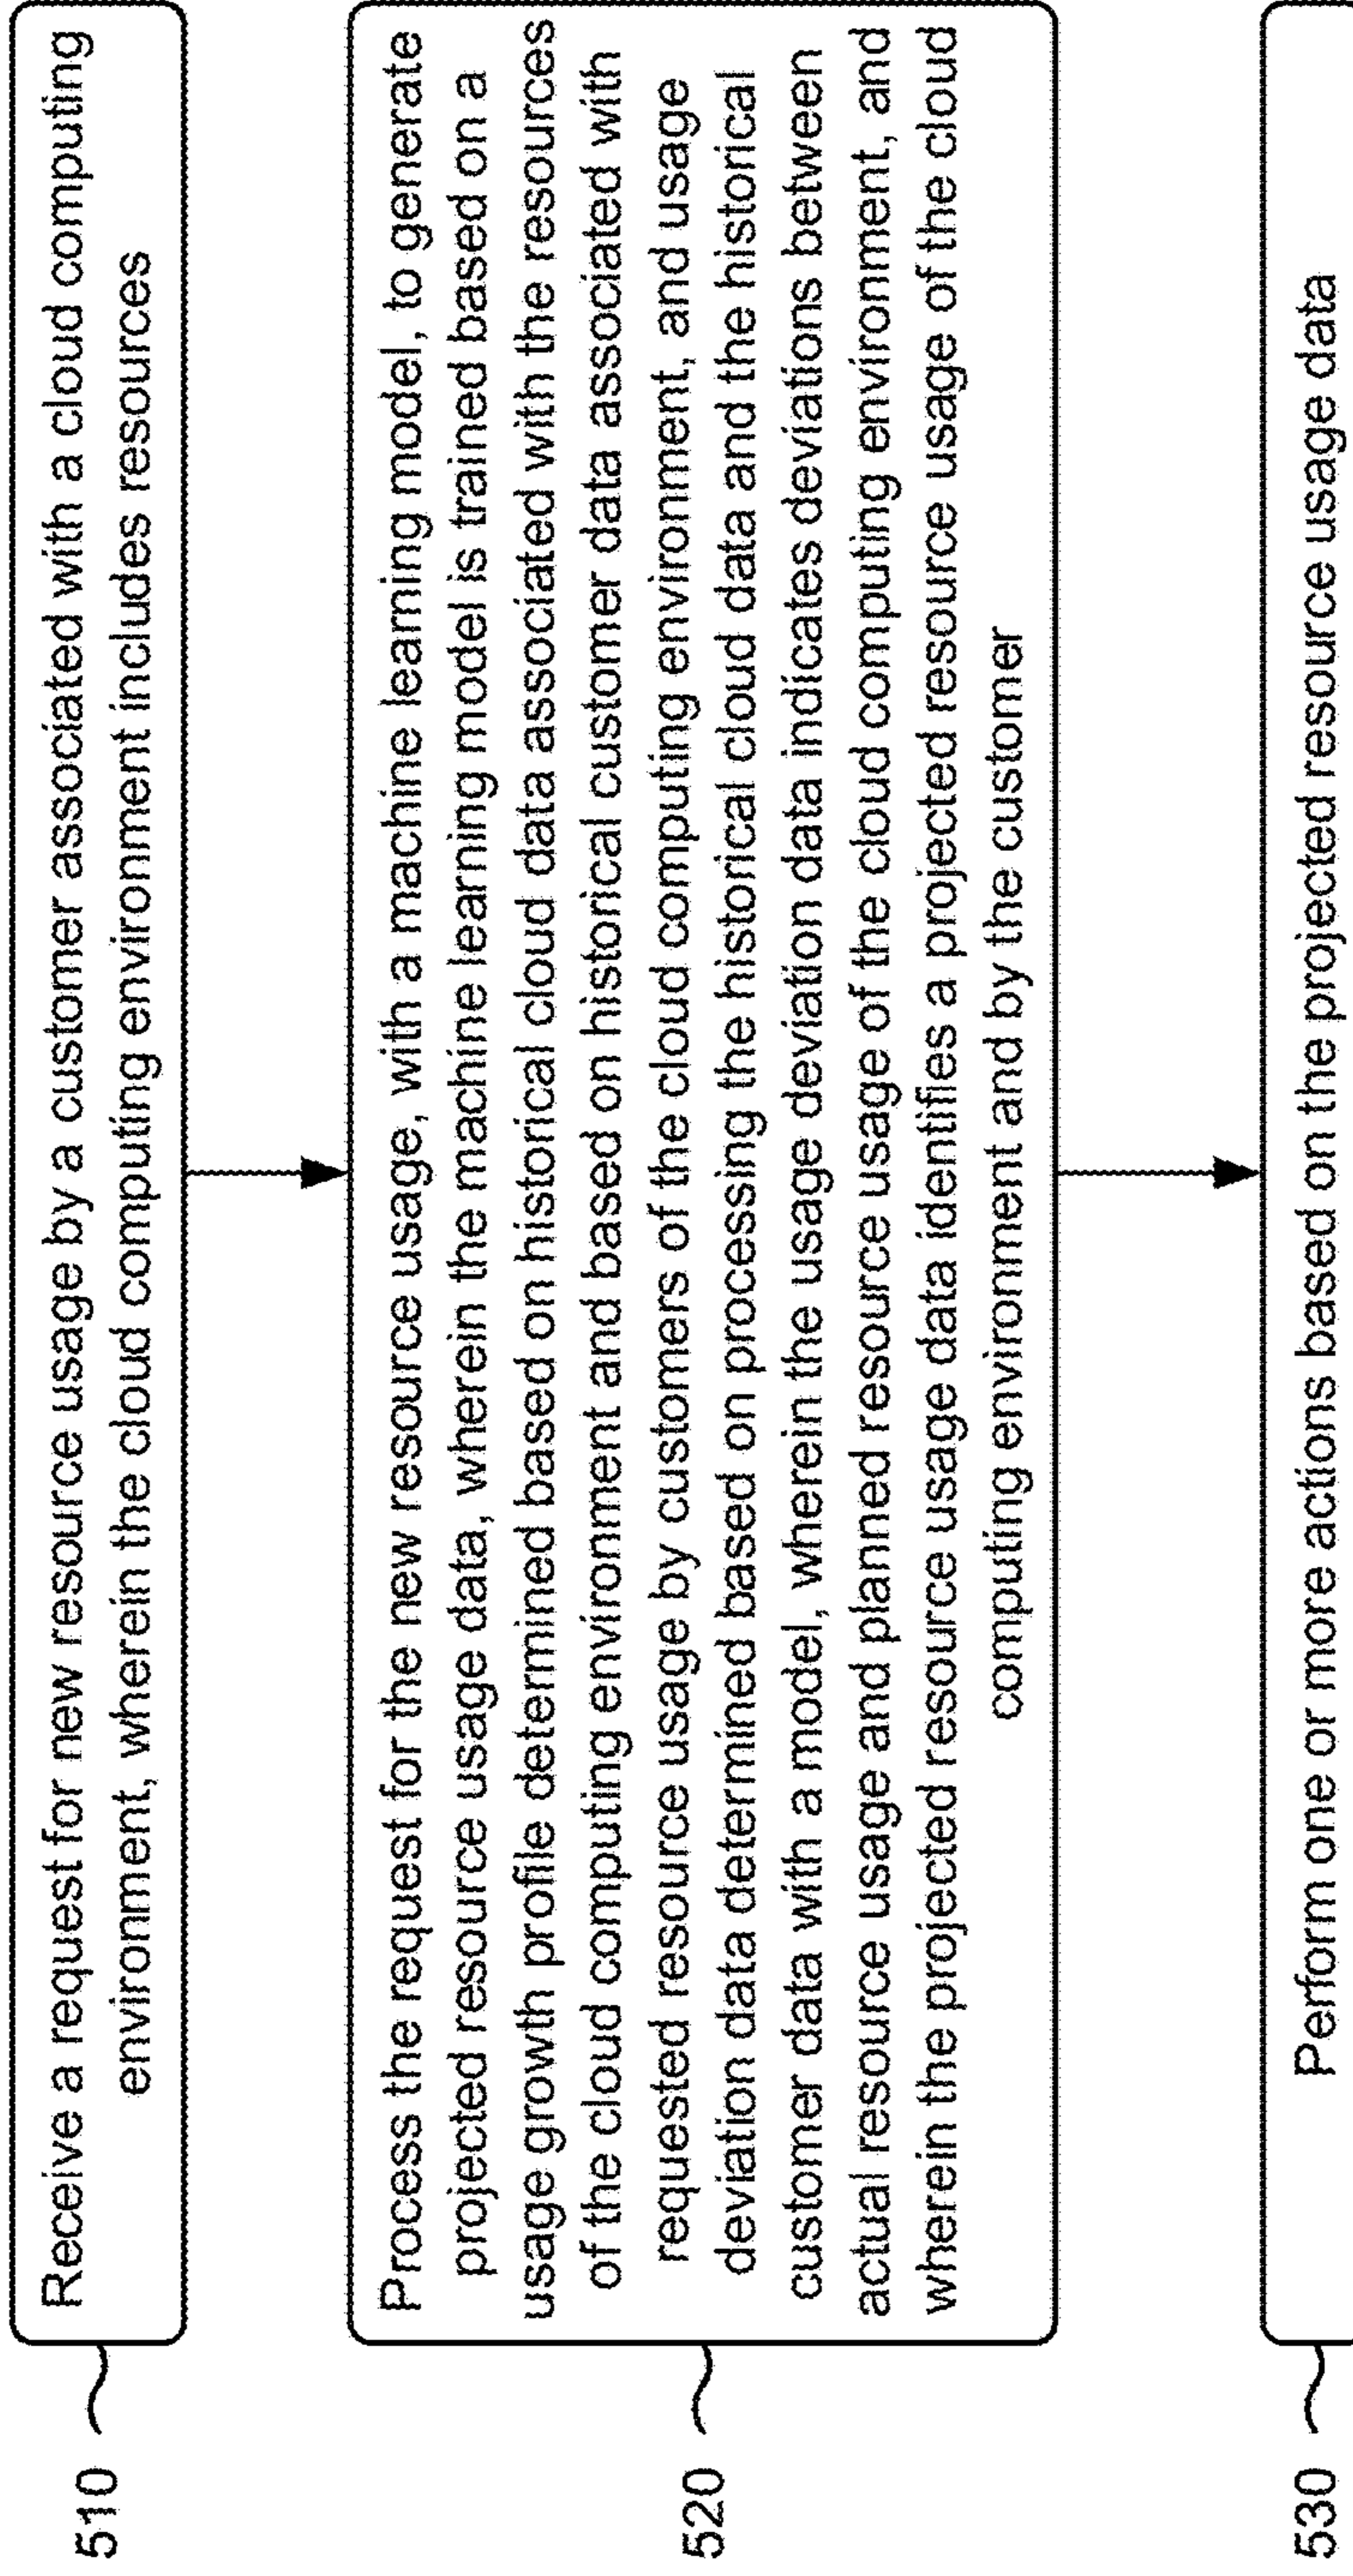 510
Receive a request for new resource usage by a customer associated with a cloud computing
environment, wherein the cloud computing environment includes resources
520
Process the request for the new resource usage, with a machine learning model, to generate
projected resource usage data, wherein the machine learning model is trained based on a
usage growth profile determined based on historical cloud data associated with the resources
of the cloud computing environment and based on historical customer data associated with
requested resource usage by customers of the cloud computing environment, and usage
deviation data determined based on processing the historical cloud data and the historical
customer data with a model, wherein the usage deviation data indicates deviations between
actual resource usage and planned resource usage of the cloud computing environment, and
wherein the projected resource usage data identifies a projected resource usage of the cloud
computing environment and by the customer
530
Perform one or more actions based on the projected resource usage data